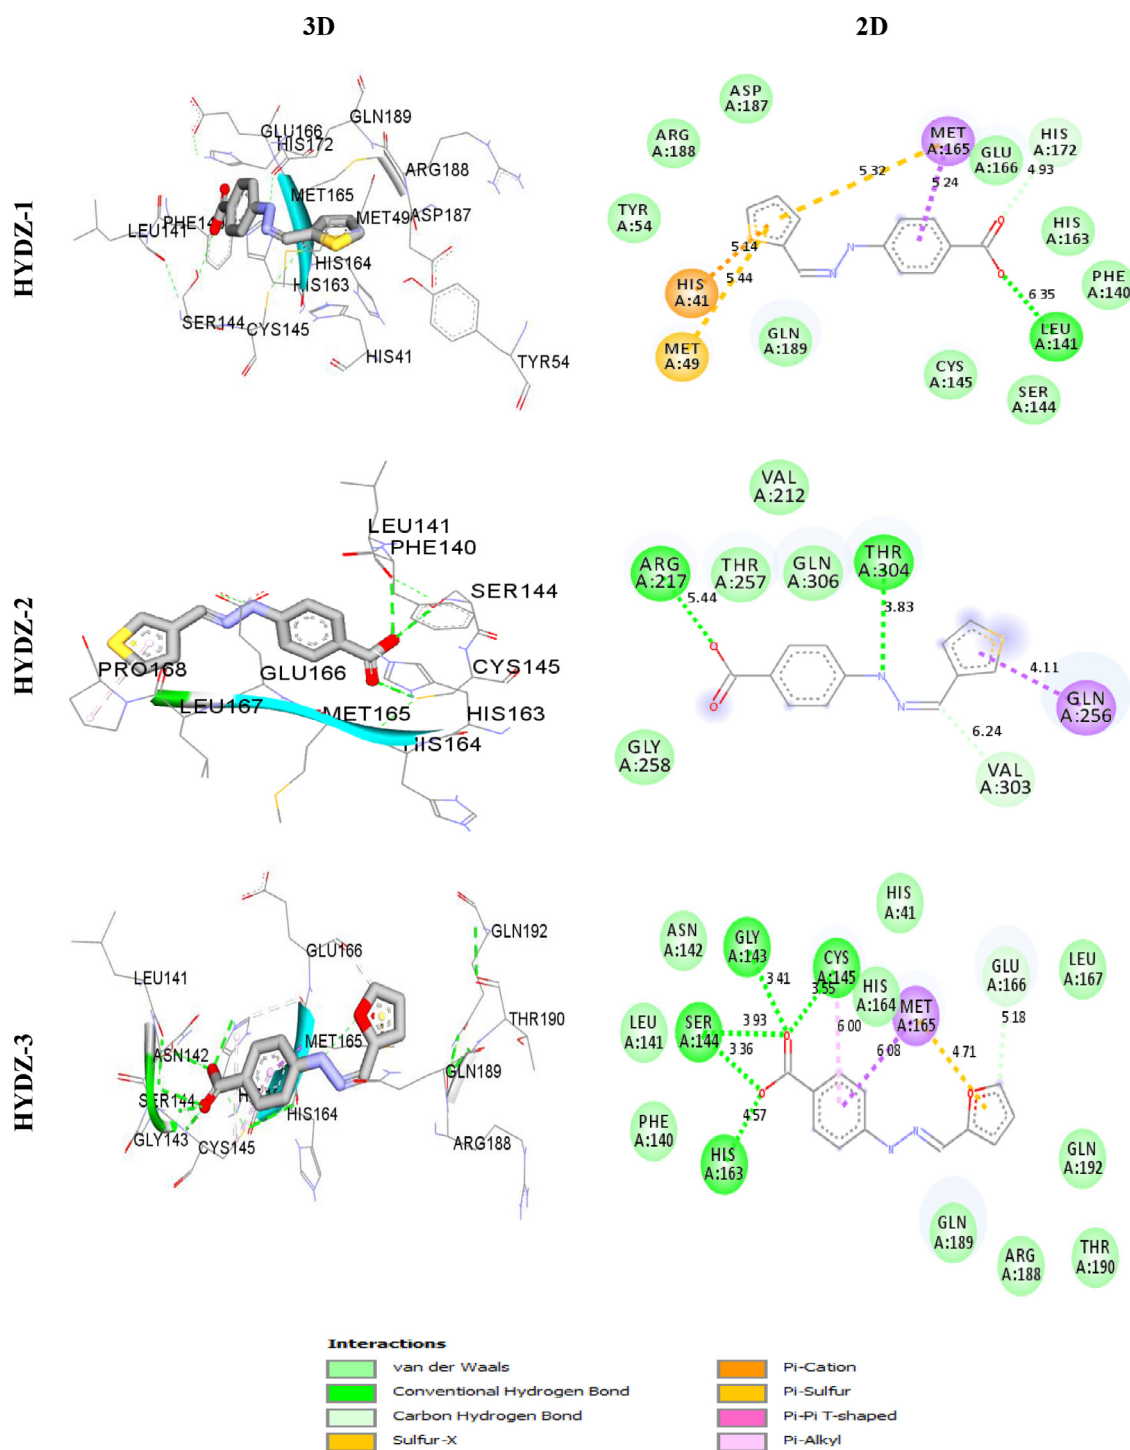 3D
2D
HYDZ-1
GLN189
GLU166
HIS172
ARG188
MET165
MET49
ASP187
LEU141
HIS164
HIS163
SER144
CYS145
HIS41
TYR54
ASP
A:187
ARG
A:188
MET
A:165
GLU
A:166
HIS
A:172
TYR
A:54
5.32
5.24
4.93
HIS
A:163
PHE
A:140
5.14
5.44
6.35
HIS
A:41
MET
A:49
GLN
A:189
LEU
A:141
CYS
A:145
SER
A:144
HYDZ-2
LEU141
PHE140
SER144
PRO168
GLU166
CYS145
LEU167
MET165
HIS163
HIS164
VAL
A:212
ARG
A:217
THR
A:257
GLN
A:306
THR
A:304
5.44
3.83
4.11
GLN
A:256
6.24
GLY
A:258
VAL
A:303
HYDZ-3
GLN192
GLU166
LEU141
THR190
ASN142
MET165
GLN189
SER144
HIS164
GLY143
CYS145
ARG188
HIS
A:41
ASN
A:142
GLY
A:143
CYS
A:145
HIS
A:164
MET
A:165
GLU
A:166
LEU
A:167
LEU
A:141
SER
A:144
3.41
3.55
3.93
3.36
6.00
6.08
4.71
5.18
4.57
PHE
A:140
HIS
A:163
GLN
A:192
GLN
A:189
ARG
A:188
THR
A:190
Interactions
van der Waals
Conventional Hydrogen Bond
Carbon Hydrogen Bond
Sulfur-X
Pi-Cation
Pi-Sulfur
Pi-Pi T-shaped
Pi-Alkyl